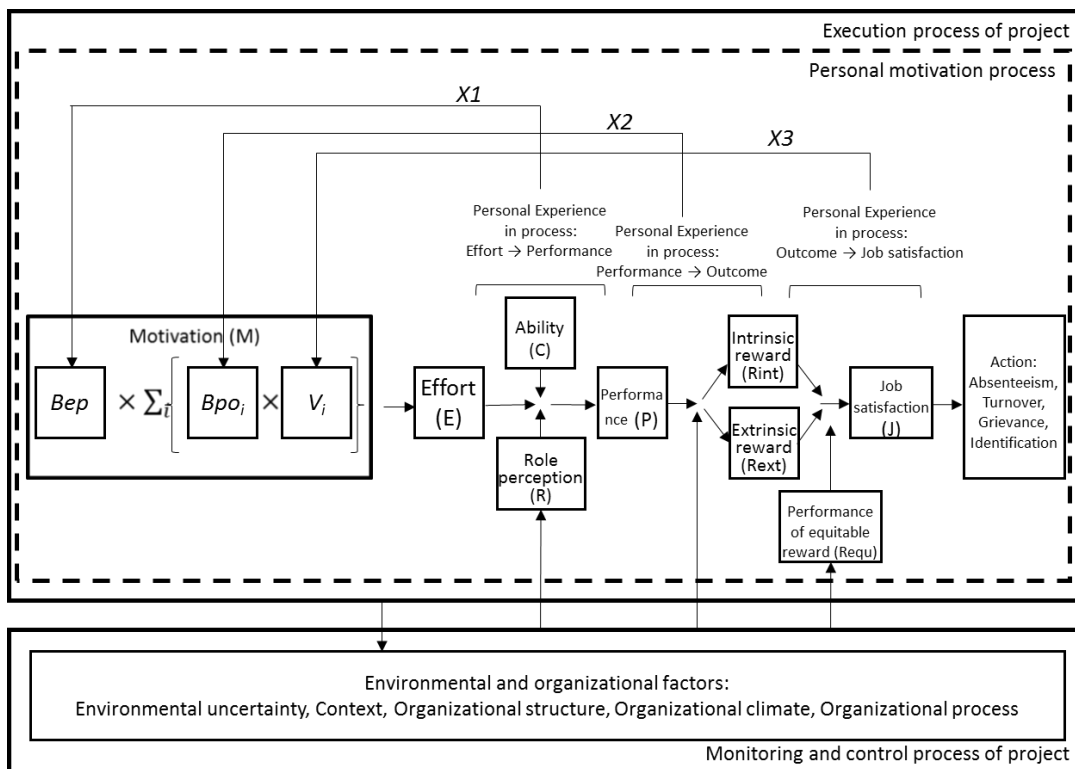 Execution process of project
Personal motivation process
X1
X2
X3
Personal Experience
in process:
Effort → Performance
Personal Experience
in process:
Performance → Outcome
Personal Experience
in process:
Outcome → Job satisfaction
Motivation (M)
Bep × ∑i [ Bpoi × Vi ]
Effort
(E)
Ability
(C)
Role
perception
(R)
Performa
nce (P)
Intrinsic
reward
(Rint)
Extrinsic
reward
(Rext)
Performance
of equitable
reward (Requ)
Job
satisfaction
(J)
Action:
Absenteeism,
Turnover,
Grievance,
Identification
Environmental and organizational factors:
Environmental uncertainty, Context, Organizational structure, Organizational climate, Organizational process
Monitoring and control process of project